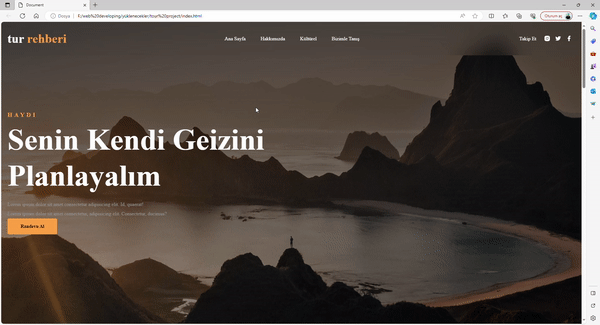 Document
Dosya
E:/web%20developing/yuklenecekler/tour%20project/index.html
Oturum aç
tur rehberi
Ana Sayfa
Hakkımızda
Kültürel
Bizimle Tanış
Takip Et
HAYDI
Senin Kendi Geizini
Planlayalım
Lorem ipsum dolor sit amet consectetur adipisicing elit. Id, quaerat?
Lorem ipsum dolor sit amet consectetur, adipisicing elit. Consectetur,
Randevu Al